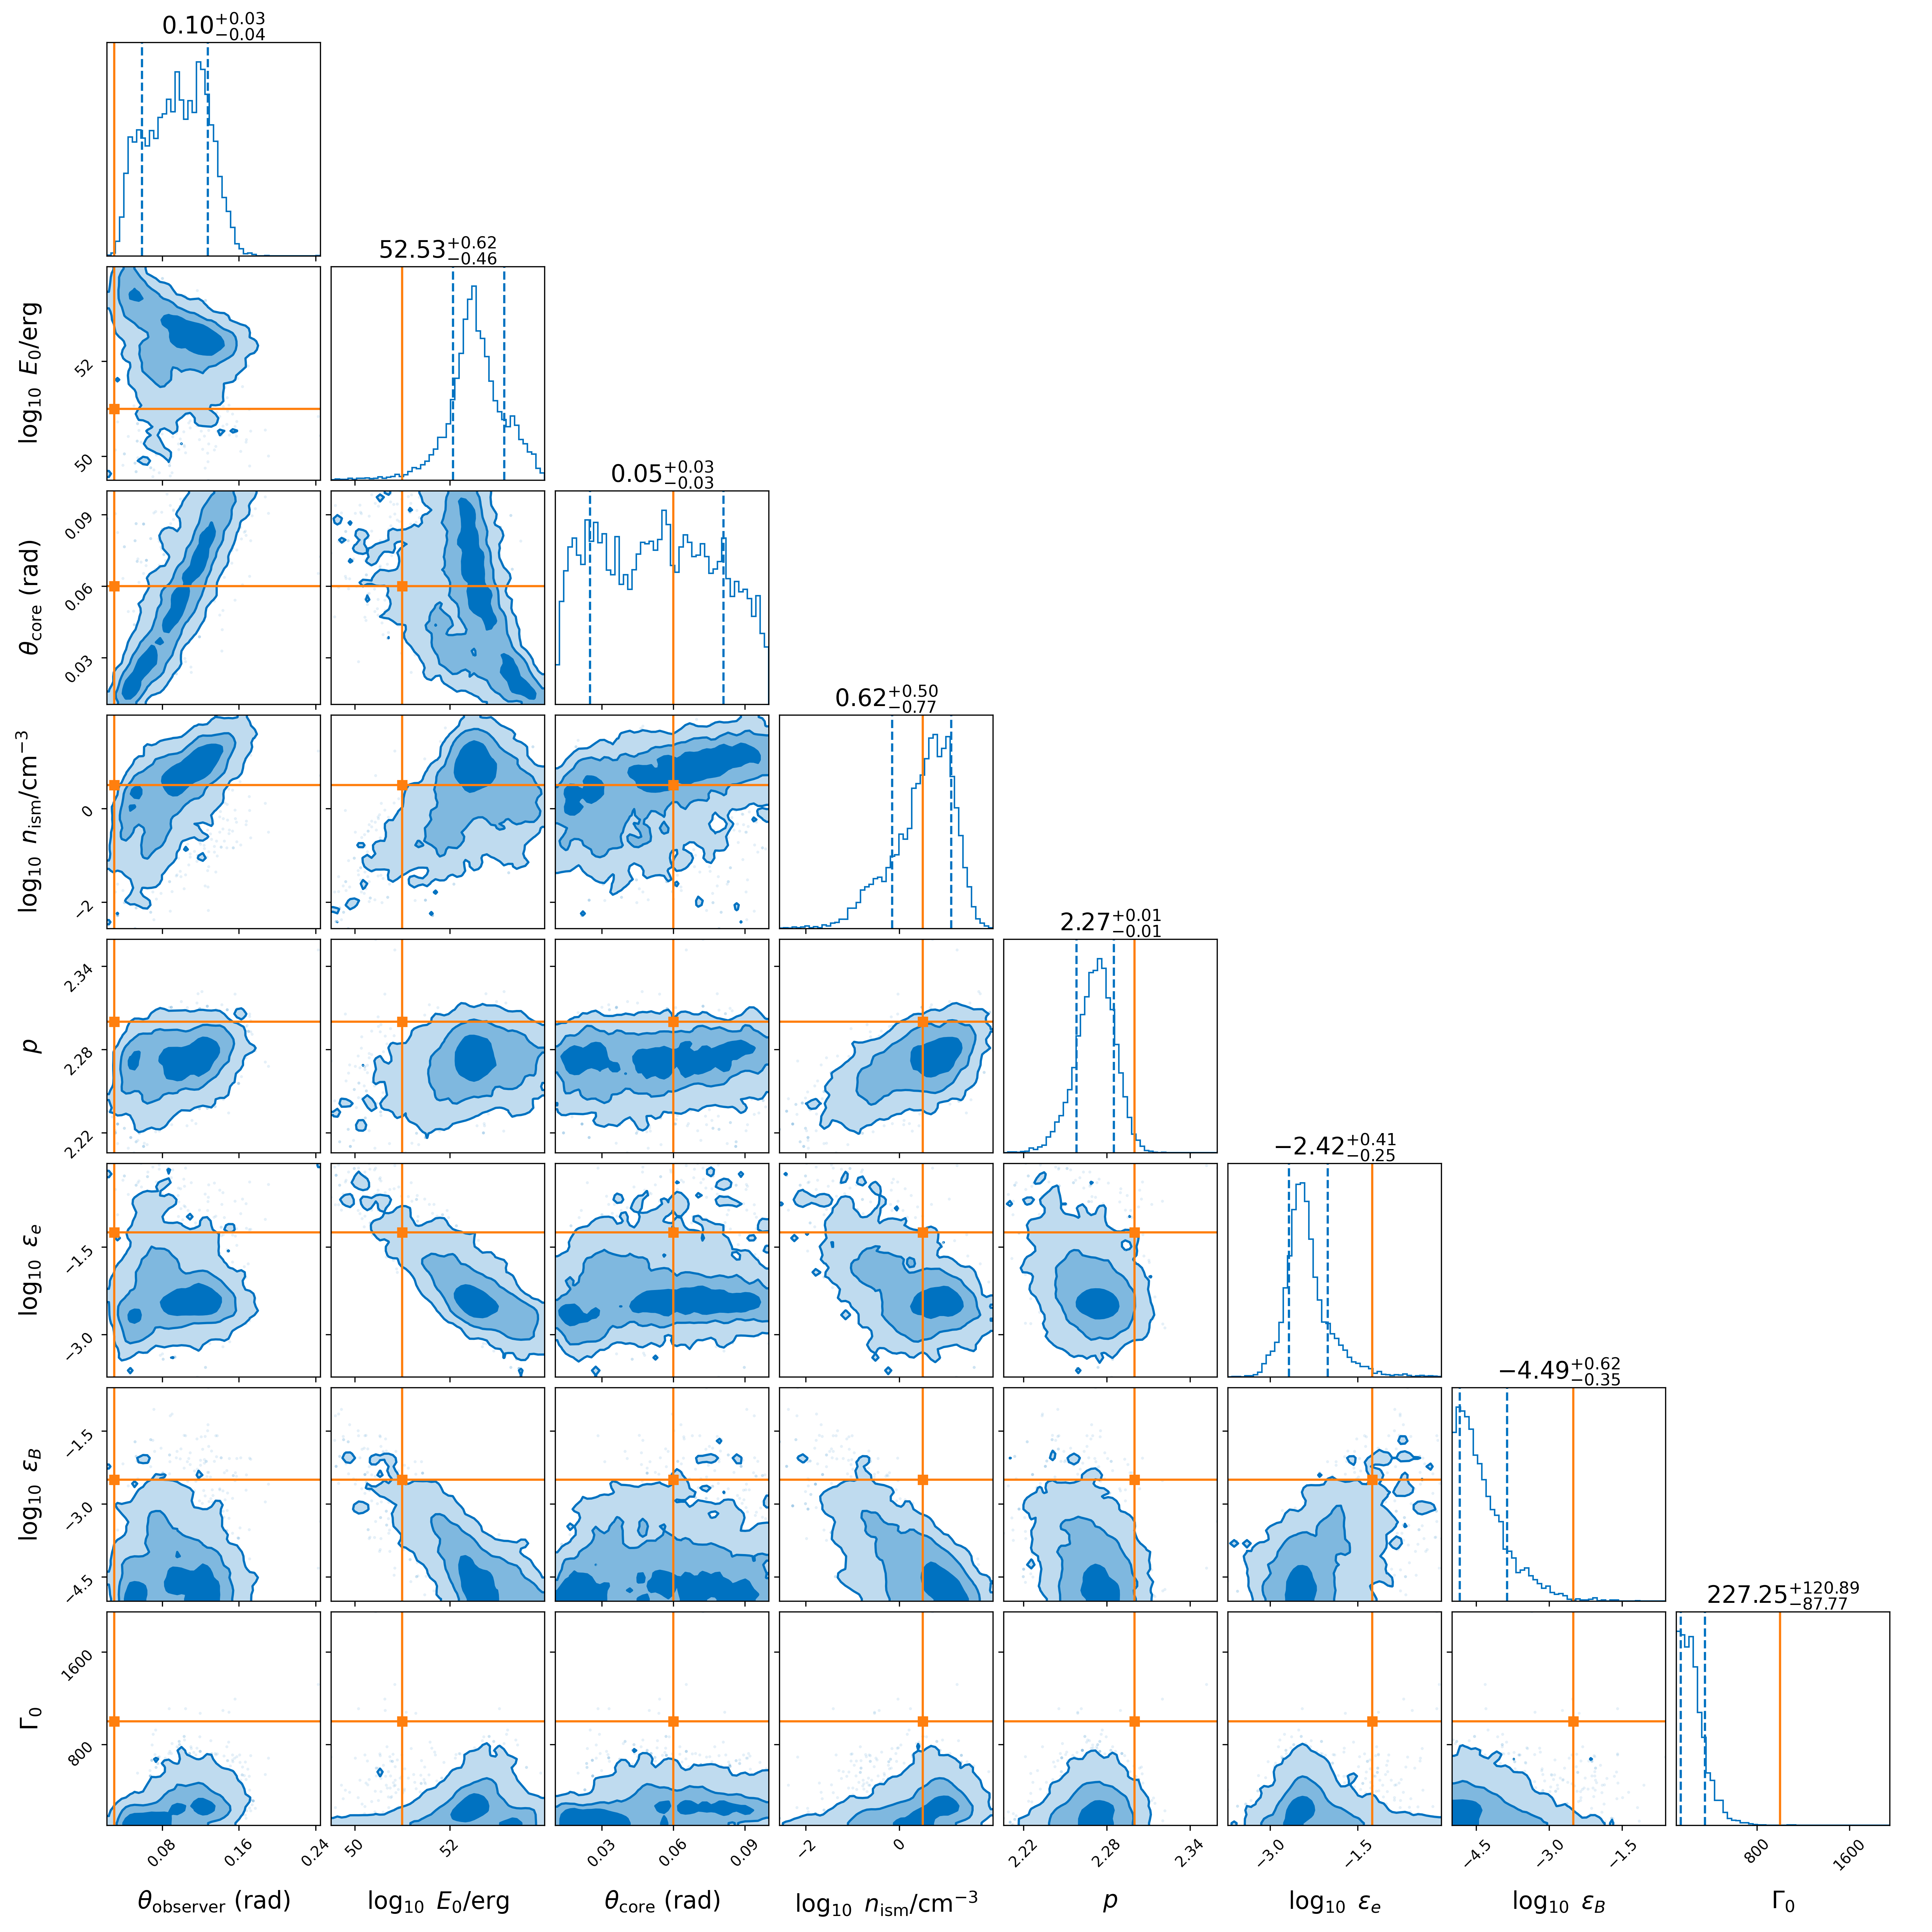 0.10+0.03−0.04
52.53+0.62−0.46
log10 E0/erg
52
50
0.05+0.03−0.03
θcore (rad)
0.09
0.06
0.03
0.62+0.50−0.77
log10 nism/cm−3
0
−2
2.27+0.01−0.01
p
2.34
2.28
2.22
−2.42+0.41−0.25
log10 εe
−1.5
−3.0
−4.49+0.62−0.35
log10 εB
−1.5
−3.0
−4.5
227.25+120.89−87.77
Γ0
1600
800
0.08 0.16 0.24 50 52 0.03 0.06 0.09 −2 0 2.22 2.28 2.34 −3.0 −1.5 −4.5 −3.0 −1.5 800 1600
θobserver (rad) log10 E0/erg θcore (rad) log10 nism/cm−3 p log10 εe log10 εB Γ0